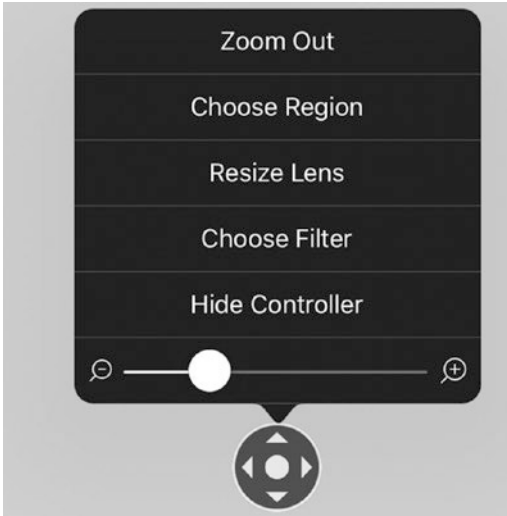 Zoom Out
Choose Region
Resize Lens
Choose Filter
Hide Controller